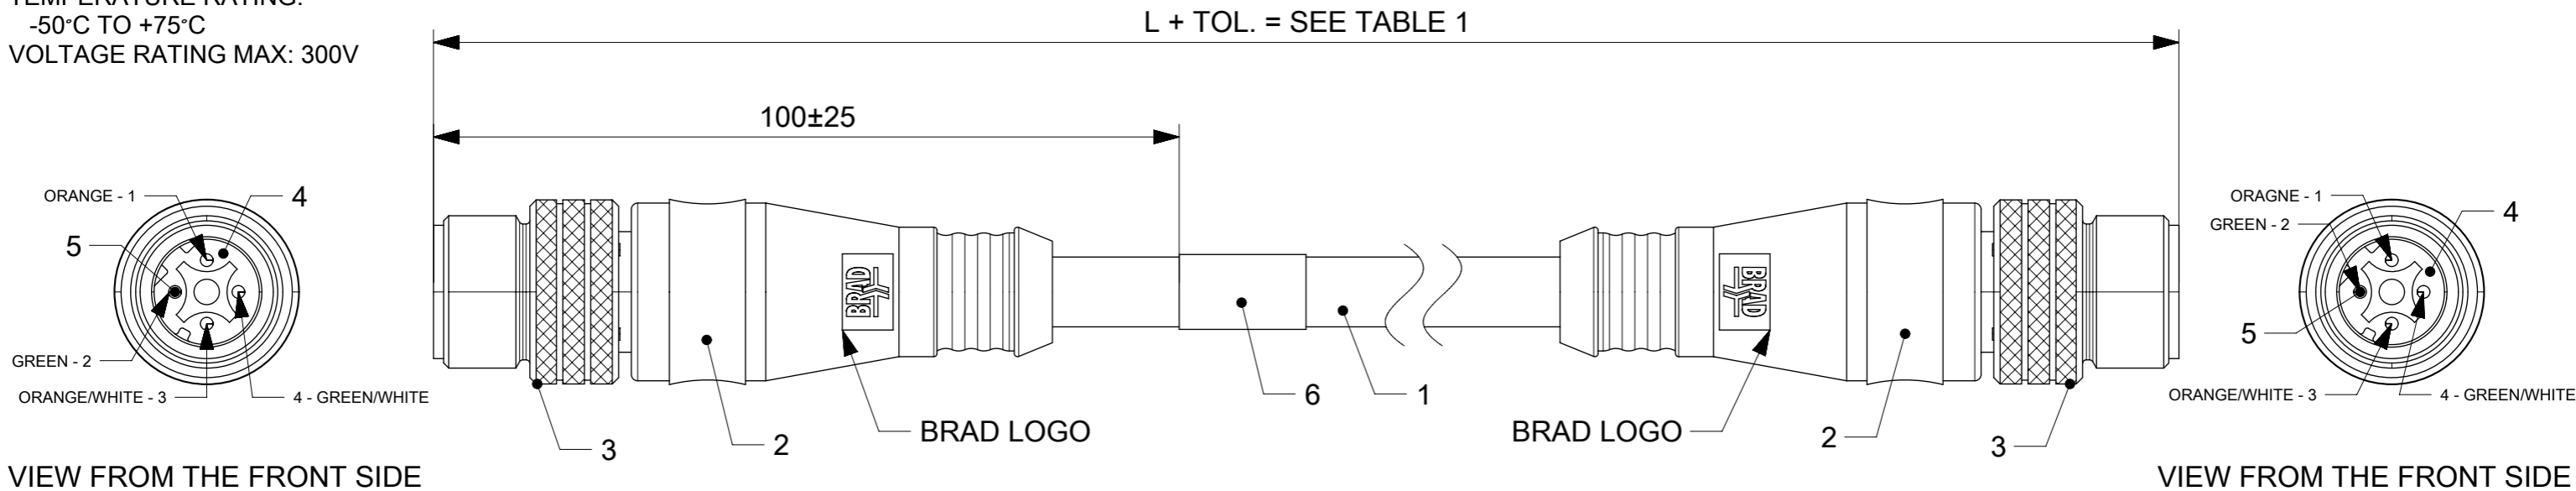 TEMPERATURE RATING:
-50°C TO +75°C
VOLTAGE RATING MAX: 300V
L + TOL. = SEE TABLE 1
100±25
ORANGE - 1
4
5
GREEN - 2
ORANGE/WHITE - 3
4 - GREEN/WHITE
VIEW FROM THE FRONT SIDE
BRAD
3
2
BRAD LOGO
6
1
BRAD
BRAD LOGO
2
3
ORAGNE - 1
GREEN - 2
4
5
ORANGE/WHITE - 3
4 - GREEN/WHITE
VIEW FROM THE FRONT SIDE